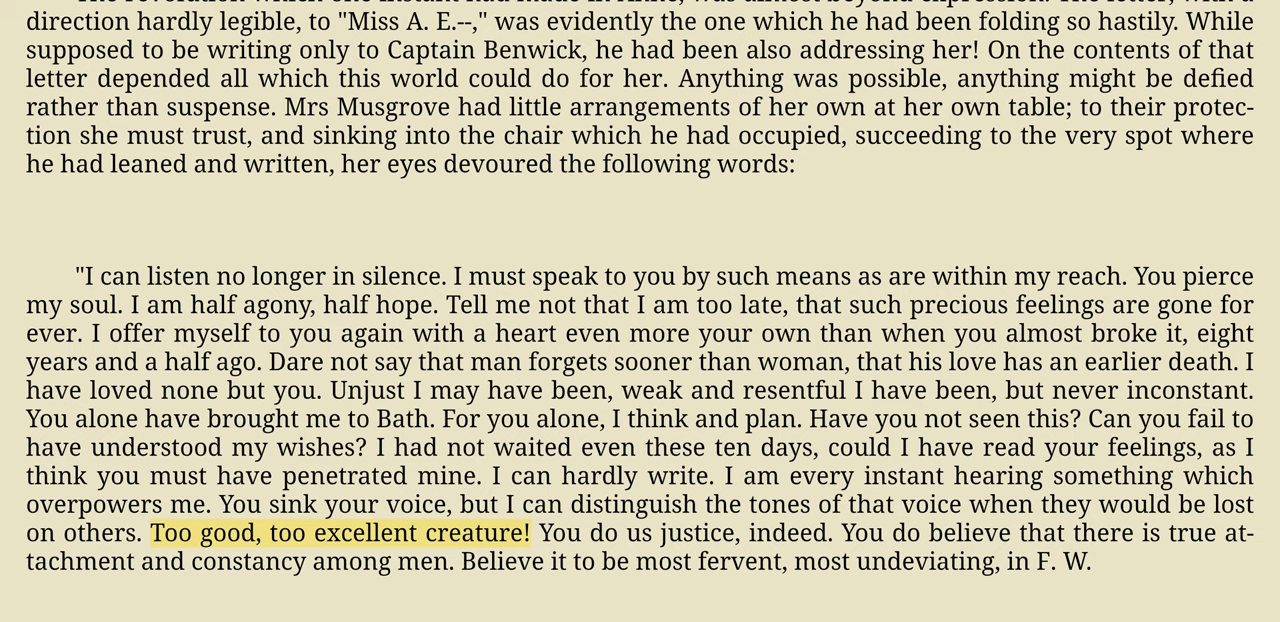 direction hardly legible, to "Miss A. E.--," was evidently the one which he had been folding so hastily. While
supposed to be writing only to Captain Benwick, he had been also addressing her! On the contents of that
letter depended all which this world could do for her. Anything was possible, anything might be defied
rather than suspense. Mrs Musgrove had little arrangements of her own at her own table; to their protec-
tion she must trust, and sinking into the chair which he had occupied, succeeding to the very spot where
he had leaned and written, her eyes devoured the following words:
"I can listen no longer in silence. I must speak to you by such means as are within my reach. You pierce
my soul. I am half agony, half hope. Tell me not that I am too late, that such precious feelings are gone for
ever. I offer myself to you again with a heart even more your own than when you almost broke it, eight
years and a half ago. Dare not say that man forgets sooner than woman, that his love has an earlier death. I
have loved none but you. Unjust I may have been, weak and resentful I have been, but never inconstant.
You alone have brought me to Bath. For you alone, I think and plan. Have you not seen this? Can you fail to
have understood my wishes? I had not waited even these ten days, could I have read your feelings, as I
think you must have penetrated mine. I can hardly write. I am every instant hearing something which
overpowers me. You sink your voice, but I can distinguish the tones of that voice when they would be lost
on others. Too good, too excellent creature! You do us justice, indeed. You do believe that there is true at-
tachment and constancy among men. Believe it to be most fervent, most undeviating, in F. W.